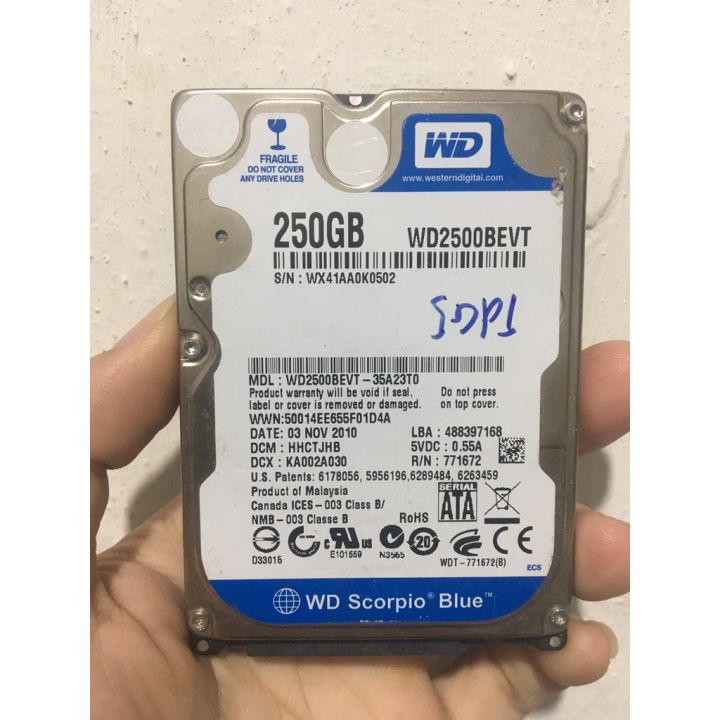 FRAGILE
DO NOT COVER
ANY DRIVE HOLES
WD
www.westerndigital.com
250GB WD2500BEVT
S/N : WX41AA0K0502
MDL : WD2500BEVT-35A23T0
Product warranty will be void if seal, Do not press
label or cover is removed or damaged. on top cover.
WWN:50014EE655F01D4A
DATE: 03 NOV 2010 LBA : 488397168
DCM : HHCTJHB 5VDC : 0.55A
DCX : KA002A030 R/N : 771672
U.S. Patents: 6178056, 5956196,6289484, 6263459
Product of Malaysia
Canada ICES-003 Class B/
NMB-003 Classe B RoHS
SERIAL
ATA
D33015 E101559 N3565 20 WDT-771672(B)
ECS
WD Scorpio® Blue™